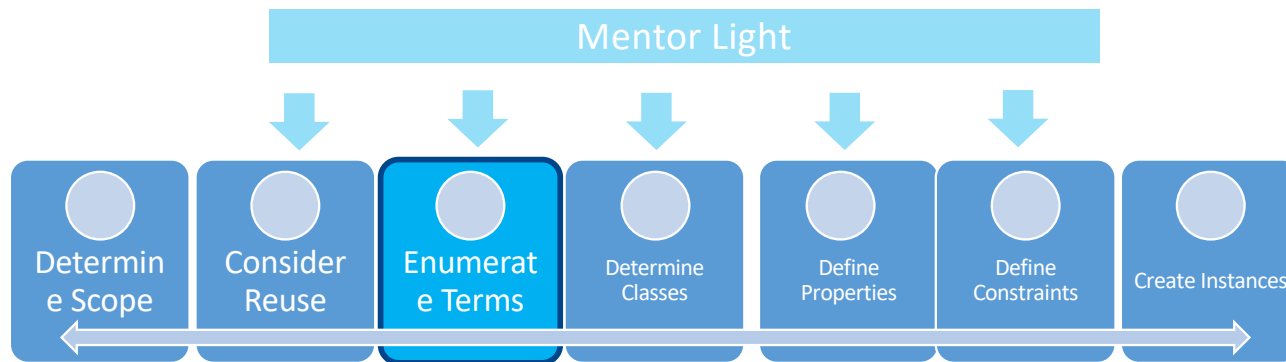 Mentor Light
Determin
e Scope
Consider
Reuse
Enumerat
e Terms
Determine
Classes
Define
Properties
Define
Constraints
Create Instances